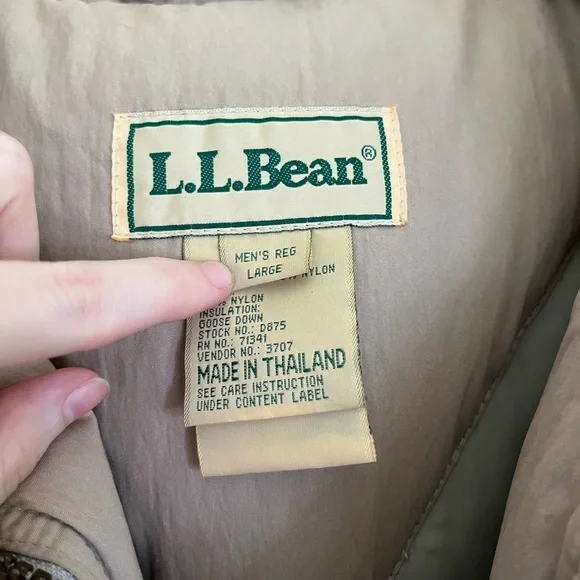 L.L.Bean®
MEN'S REG
LARGE
NYLON
NYLON
INSULATION:
GOOSE DOWN
STOCK NO.: D875
RN NO.: 71341
VENDOR NO.: 3707
MADE IN THAILAND
SEE CARE INSTRUCTION
UNDER CONTENT LABEL